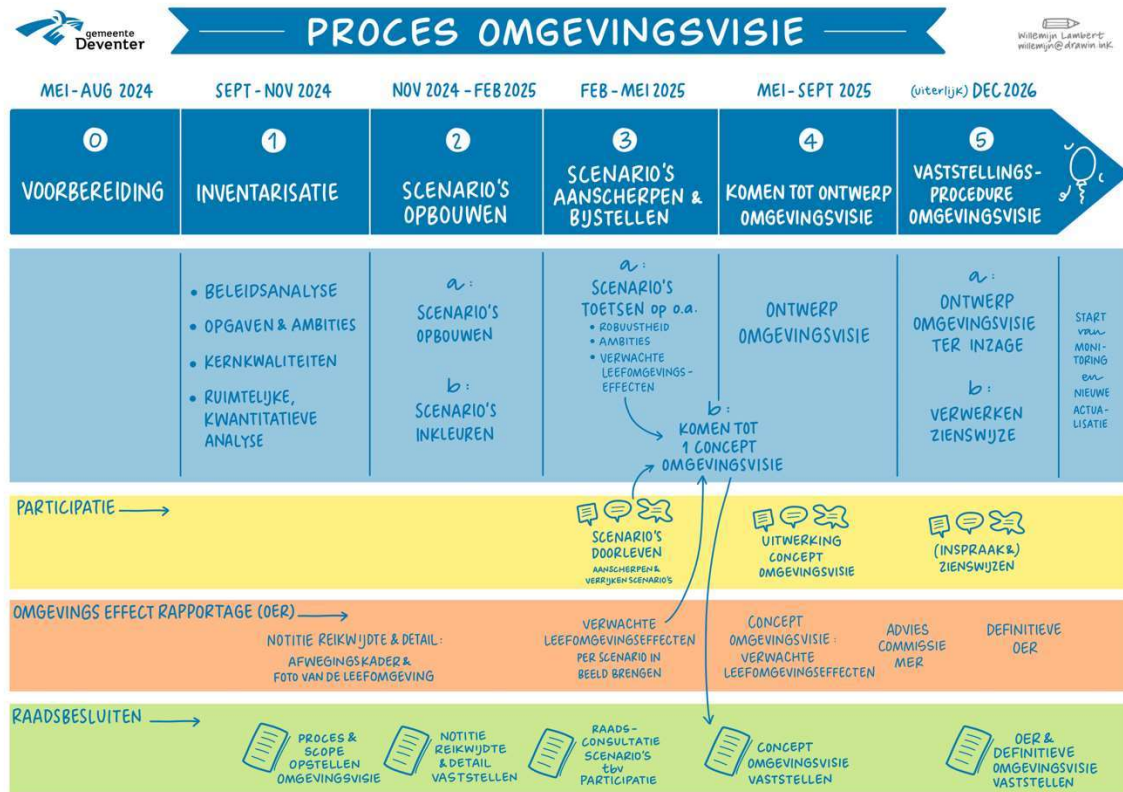 gemeente
Deventer
PROCES OMGEVINGSVISIE
Willemijn Lambert
willemijn@drawin.ink
MEI-AUG 2024
SEPT-NOV 2024
NOV 2024-FEB 2025
FEB-MEI 2025
MEI-SEPT 2025
(uiterlijk) DEC 2026
0
VOORBEREIDING
1
INVENTARISATIE
2
SCENARIO'S
OPBOUWEN
3
SCENARIO'S
AANSCHERPEN &
BIJSTELLEN
4
KOMEN TOT ONTWERP
OMGEVINGSVISIE
5
VASTSTELLINGS-
PROCEDURE
OMGEVINGSVISIE
• BELEIDSANALYSE
• OPGAVEN & AMBITIES
• KERNKWALITEITEN
• RUIMTELIJKE,
KWANTITATIEVE
ANALYSE
a:
SCENARIO'S
OPBOUWEN
b:
SCENARIO'S
INKLEUREN
a:
SCENARIO'S
TOETSEN op o.a.
• ROBUUSTHEID
• AMBITIES
• VERWACHTE
LEEFOMGEVINGS-
EFFECTEN
b:
KOMEN TOT
1 CONCEPT
OMGEVINGSVISIE
ONTWERP
OMGEVINGSVISIE
a:
ONTWERP
OMGEVINGSVISIE
TER INZAGE
b:
VERWERKEN
ZIENSWIJZE
START
van
MONI-
TORING
en
NIEUWE
ACTUA-
LISATIE
PARTICIPATIE
SCENARIO'S
DOORLEVEN
AANSCHERPEN &
VERRIJKEN SCENARIO'S
UITWERKING
CONCEPT
OMGEVINGSVISIE
(INSPRAAK&)
ZIENSWIJZEN
OMGEVINGS EFFECT RAPPORTAGE (OER)
NOTITIE REIKWIJDTE & DETAIL:
AFWEGINGSKADER &
FOTO VAN DE LEEFOMGEVING
VERWACHTE
LEEFOMGEVINGSEFFECTEN
PER SCENARIO IN
BEELD BRENGEN
CONCEPT
OMGEVINGSVISIE:
VERWACHTE
LEEFOMGEVINGSEFFECTEN
ADVIES
COMMISSIE
MER
DEFINITIEVE
OER
RAADSBESLUITEN
PROCES &
SCOPE
OPSTELLEN
OMGEVINGSVISIE
NOTITIE
REIKWIJDTE
& DETAIL
VASTSTELLEN
RAADS-
CONSULTATIE
SCENARIO'S
tbv
PARTICIPATIE
CONCEPT
OMGEVINGSVISIE
VASTSTELLEN
OER &
DEFINITIEVE
OMGEVINGSVISIE
VASTSTELLEN